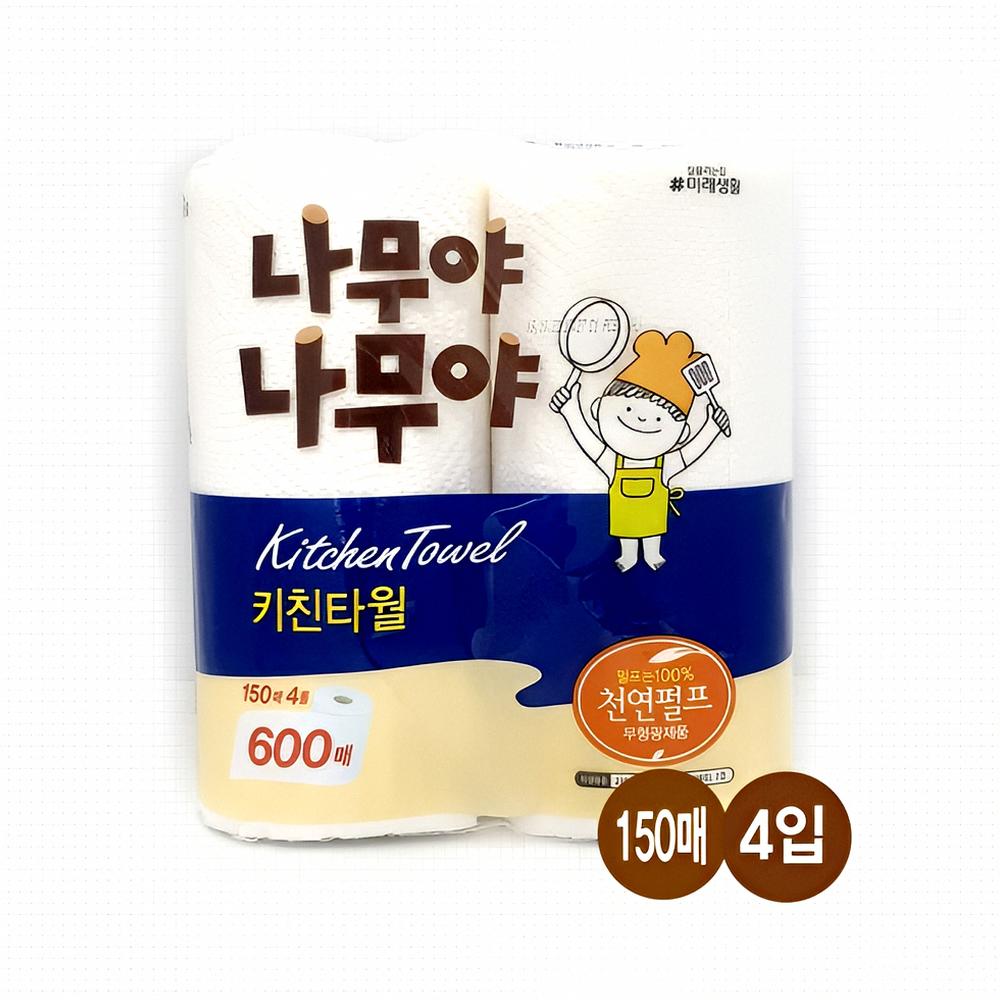 #미래생활
나무야
나무야
Kitchen Towel
키친타월
150매 4롤
600매
펄프는100%
천연펄프
무형광제품
150매
4입